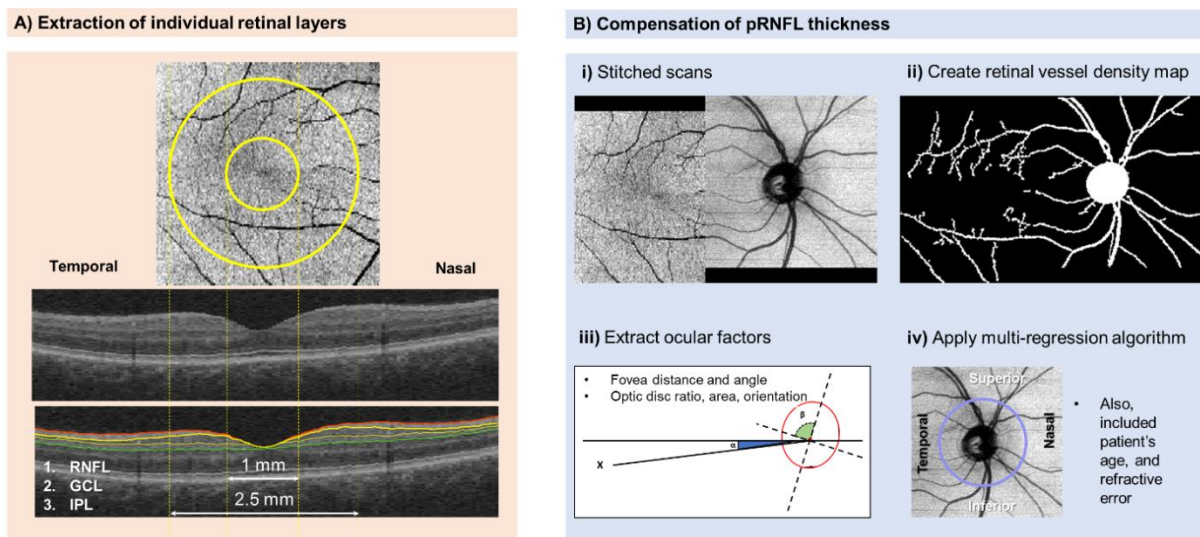 A) Extraction of individual retinal layers
Temporal
Nasal
1. RNFL
2. GCL
3. IPL
1 mm
2.5 mm
B) Compensation of pRNFL thickness
i) Stitched scans
ii) Create retinal vessel density map
iii) Extract ocular factors
• Fovea distance and angle
• Optic disc ratio, area, orientation
β
α
X
iv) Apply multi-regression algorithm
Superior
Temporal
Nasal
Inferior
• Also,
included
patient's
age, and
refractive
error